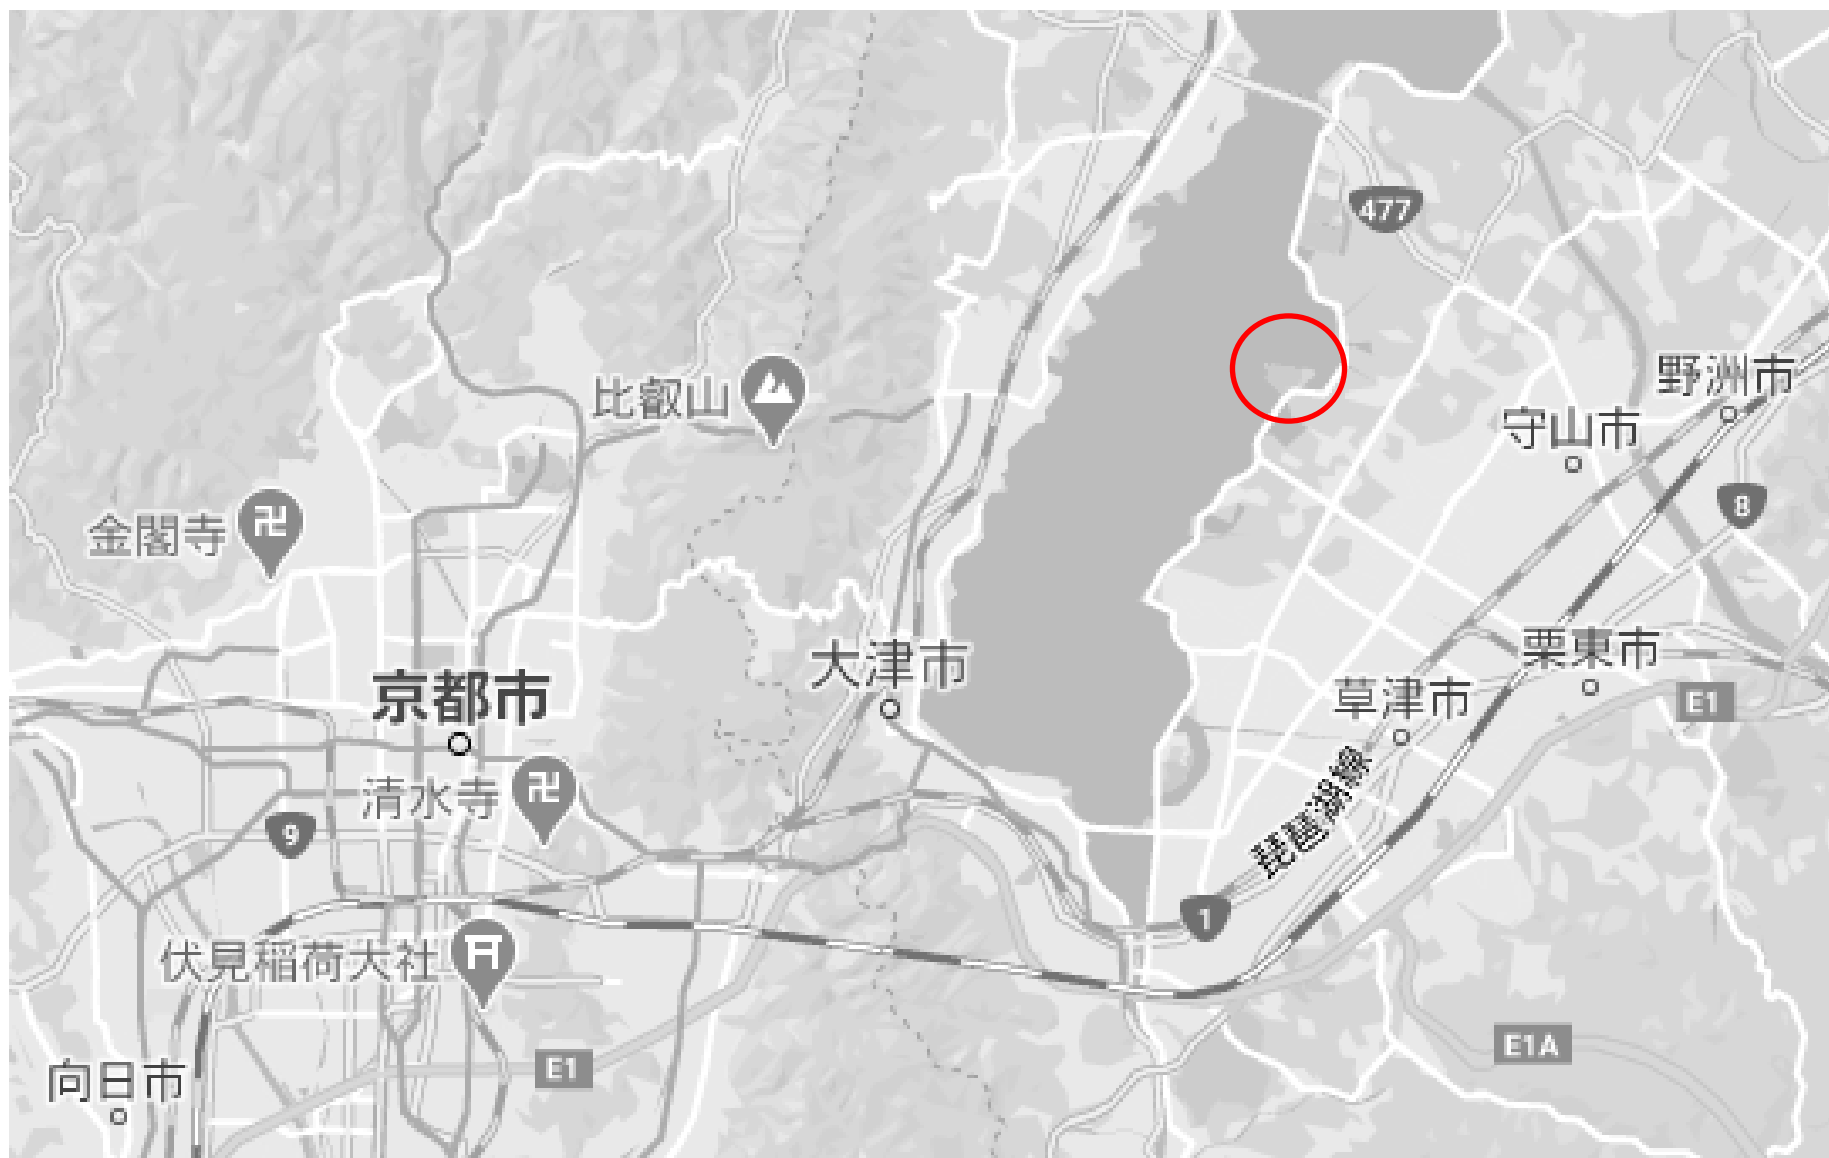 477
比叡山
野洲市
守山市
8
金閣寺
卍
栗東市
大津市
京都市
草津市
E1
清水寺
卍
琵琶湖線
9
1
伏見稲荷大社
E1A
E1
向日市